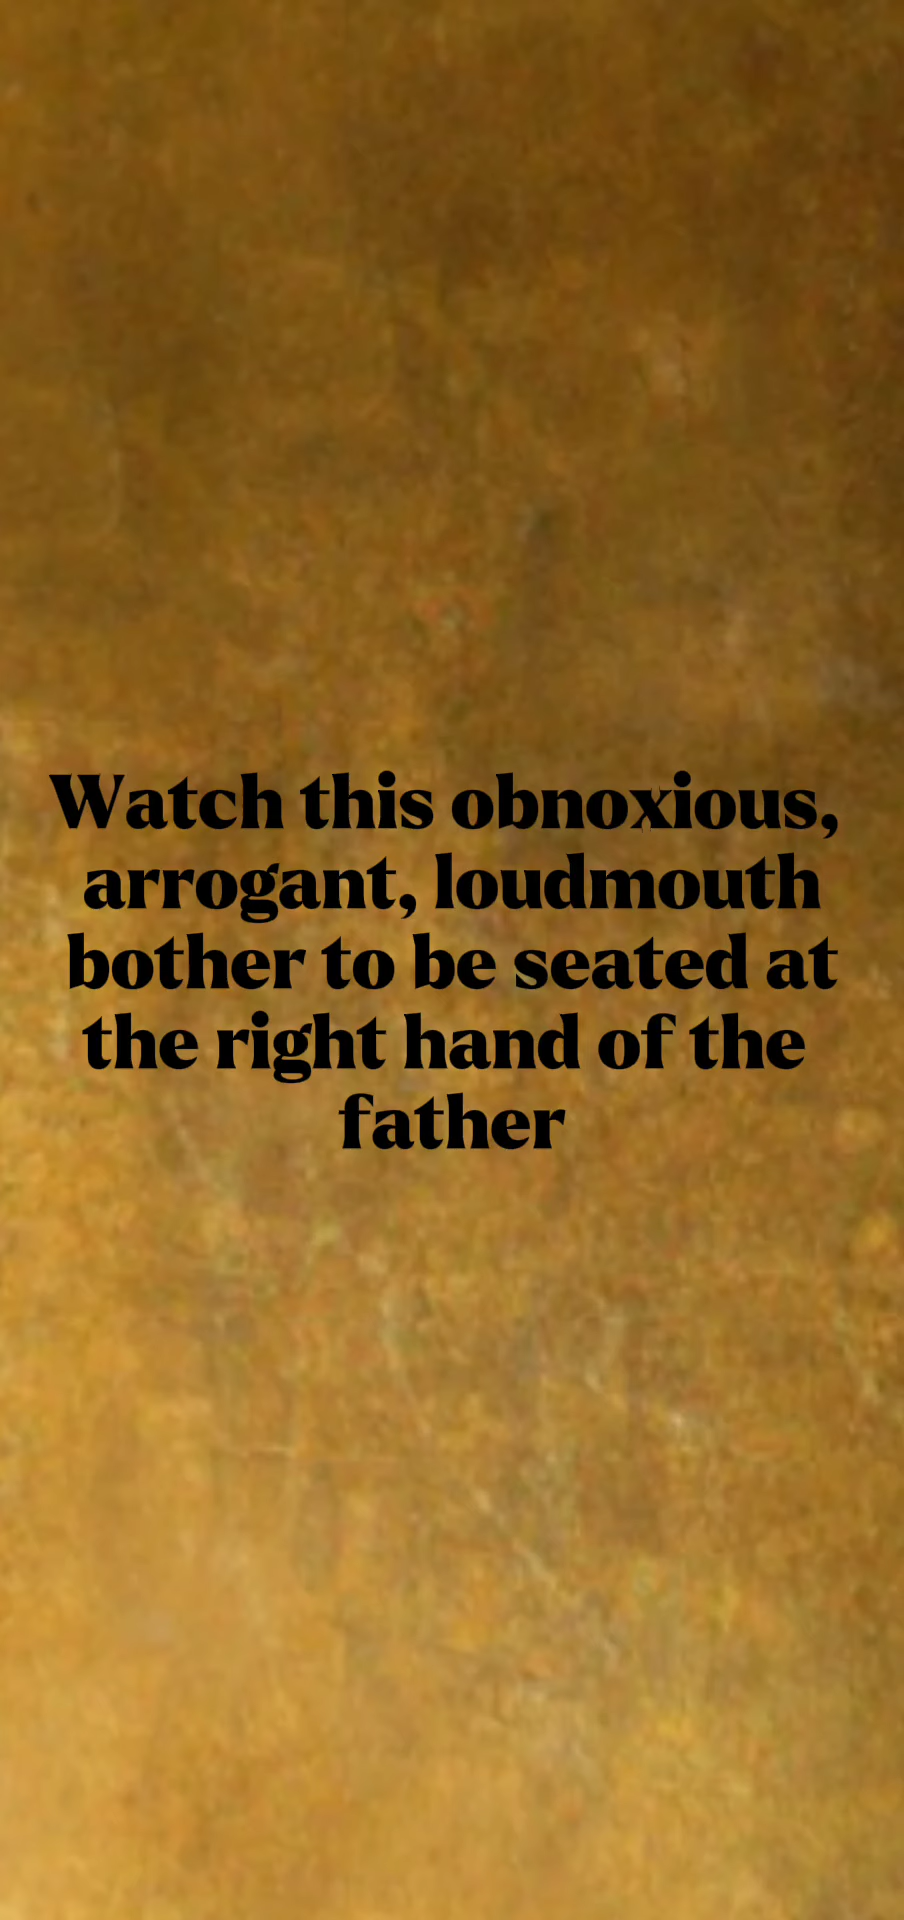 Watch this obnoxious,
arrogant, loudmouth
bother to be seated at
the right hand of the
father